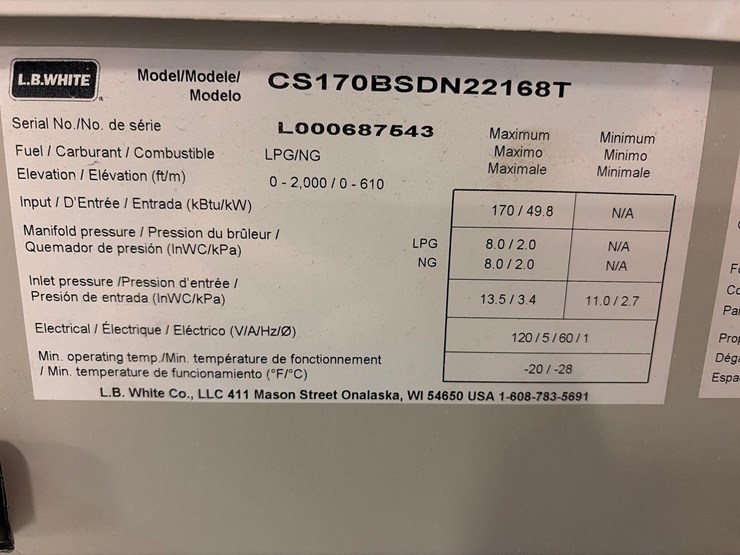 L.B.WHITE
Model/Modele/
Modelo
CS170BSDN22168T
Serial No./No. de série
L000687543
Fuel / Carburant / Combustible
LPG/NG
Elevation / Elévation (ft/m)
0 - 2,000 / 0 - 610
Maximum
Maximo
Maximale
Minimum
Minimo
Minimale
Input / D'Entrée / Entrada (kBtu/kW)
170 / 49.8
N/A
Manifold pressure / Pression du brûleur /
Quemador de presión (InWC/kPa)
LPG
8.0 / 2.0
N/A
NG
8.0 / 2.0
N/A
Inlet pressure /Pression d'entrée /
Presión de entrada (InWC/kPa)
13.5 / 3.4
11.0 / 2.7
Electrical / Électrique / Eléctrico (V/A/Hz/Ø)
120 / 5 / 60 / 1
Min. operating temp./Min. température de fonctionnement
/ Min. temperature de funcionamiento (°F/°C)
-20 / -28
L.B. White Co., LLC 411 Mason Street Onalaska, WI 54650 USA 1-608-783-5691